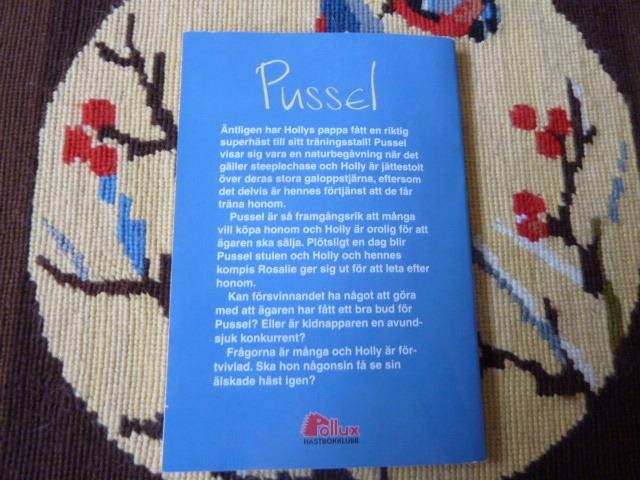 Pussel
Äntligen har Hollys pappa fått en riktig
superhäst till sitt träningsstall! Pussel
visar sig vara en naturbegåvning när det
gäller steeplechase och Holly är jättestolt
över deras stora galoppstjärna, eftersom
det delvis är hennes förtjänst att de får
träna honom.
Pussel är så framgångsrik att många
vill köpa honom och Holly är orolig för att
ägaren ska sälja. Plötsligt en dag blir
Pussel stulen och Holly och hennes
kompis Rosalie ger sig ut för att leta efter
honom.
Kan försvinnandet ha något att göra
med att ägaren har fått ett bra bud för
Pussel? Eller är kidnapparen en avund-
sjuk konkurrent?
Frågorna är många och Holly är för-
tvivlad. Ska hon någonsin få se sin
älskade häst igen?
Pollux
HÄSTBOKKLUBB